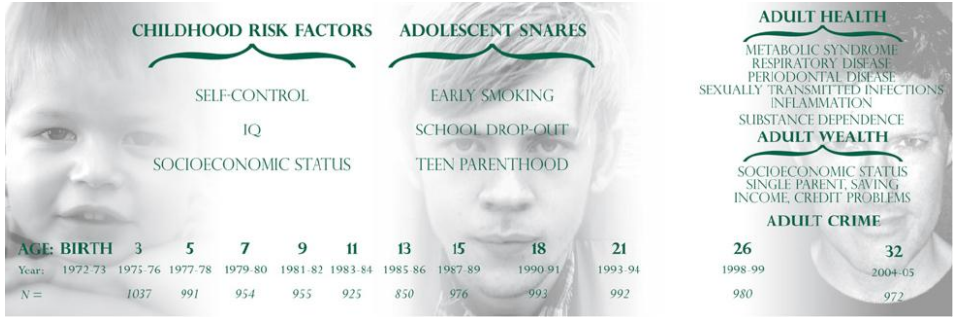 CHILDHOOD RISK FACTORS
SELF-CONTROL
IQ
SOCIOECONOMIC STATUS
ADOLESCENT SNARES
EARLY SMOKING
SCHOOL DROP-OUT
TEEN PARENTHOOD
ADULT HEALTH
METABOLIC SYNDROME
RESPIRATORY DISEASE
PERIODONTAL DISEASE
SEXUALLY TRANSMITTED INFECTIONS
INFLAMMATION
SUBSTANCE DEPENDENCE
ADULT WEALTH
SOCIOECONOMIC STATUS
SINGLE PARENT, SAVING
INCOME, CREDIT PROBLEMS
ADULT CRIME
AGE: BIRTH 3 5 7 9 11 13 15 18 21 26 32
Year: 1972-73 1975-76 1977-78 1979-80 1981-82 1983-84 1985-86 1987-89 1990-91 1993-94 1998-99 2004-05
N = 1037 991 954 955 925 850 976 993 992 980 972